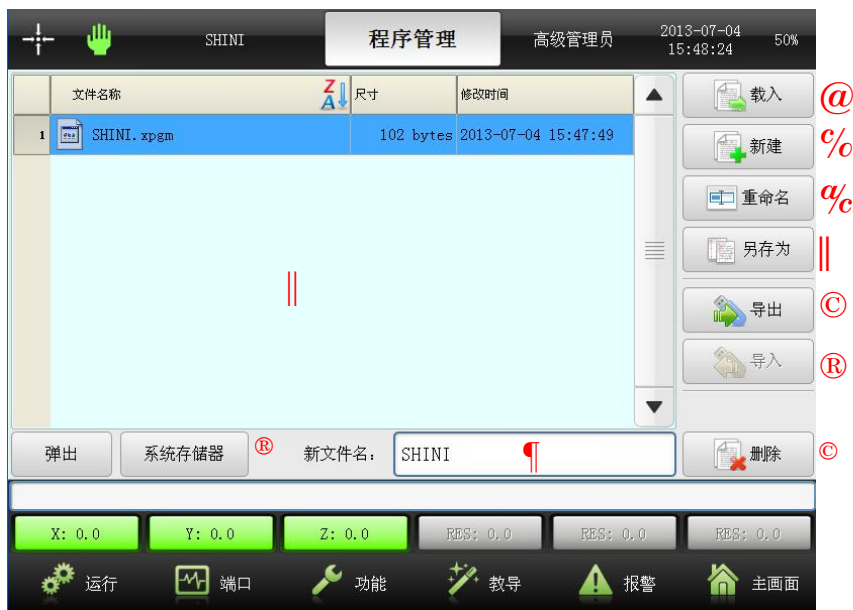 SHINI 程序管理 高级管理员 2013-07-04 15:48:24 50%
文件名称 Z A 尺寸 修改时间
载入 @
1 SHINI.xpgm 102 bytes 2013-07-04 15:47:49
新建 %
重命名 ℀
另存为 ‖
‖
导出 ©
导入 ®
弹出 系统存储器 ® 新文件名: SHINI ¶ 删除 ©
X: 0.0 Y: 0.0 Z: 0.0 RES: 0.0 RES: 0.0 RES: 0.0
运行 端口 功能 教导 报警 主画面